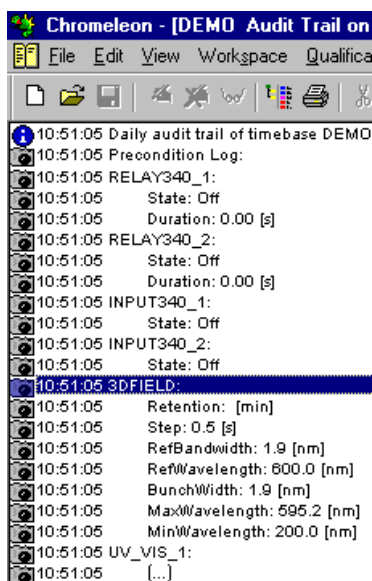 Chromeleon - [DEMO Audit Trail on
File Edit View Workspace Qualifica
10:51:05 Daily audit trail of timebase DEMO
10:51:05 Precondition Log:
10:51:05 RELAY340_1:
10:51:05 State: Off
10:51:05 Duration: 0.00 [s]
10:51:05 RELAY340_2:
10:51:05 State: Off
10:51:05 Duration: 0.00 [s]
10:51:05 INPUT340_1:
10:51:05 State: Off
10:51:05 INPUT340_2:
10:51:05 State: Off
10:51:05 3DFIELD:
10:51:05 Retention: [min]
10:51:05 Step: 0.5 [s]
10:51:05 RefBandwidth: 1.9 [nm]
10:51:05 RefWavelength: 600.0 [nm]
10:51:05 BunchWidth: 1.9 [nm]
10:51:05 MaxWavelength: 595.2 [nm]
10:51:05 MinWavelength: 200.0 [nm]
10:51:05 UV_VIS_1:
10:51:05 (...)